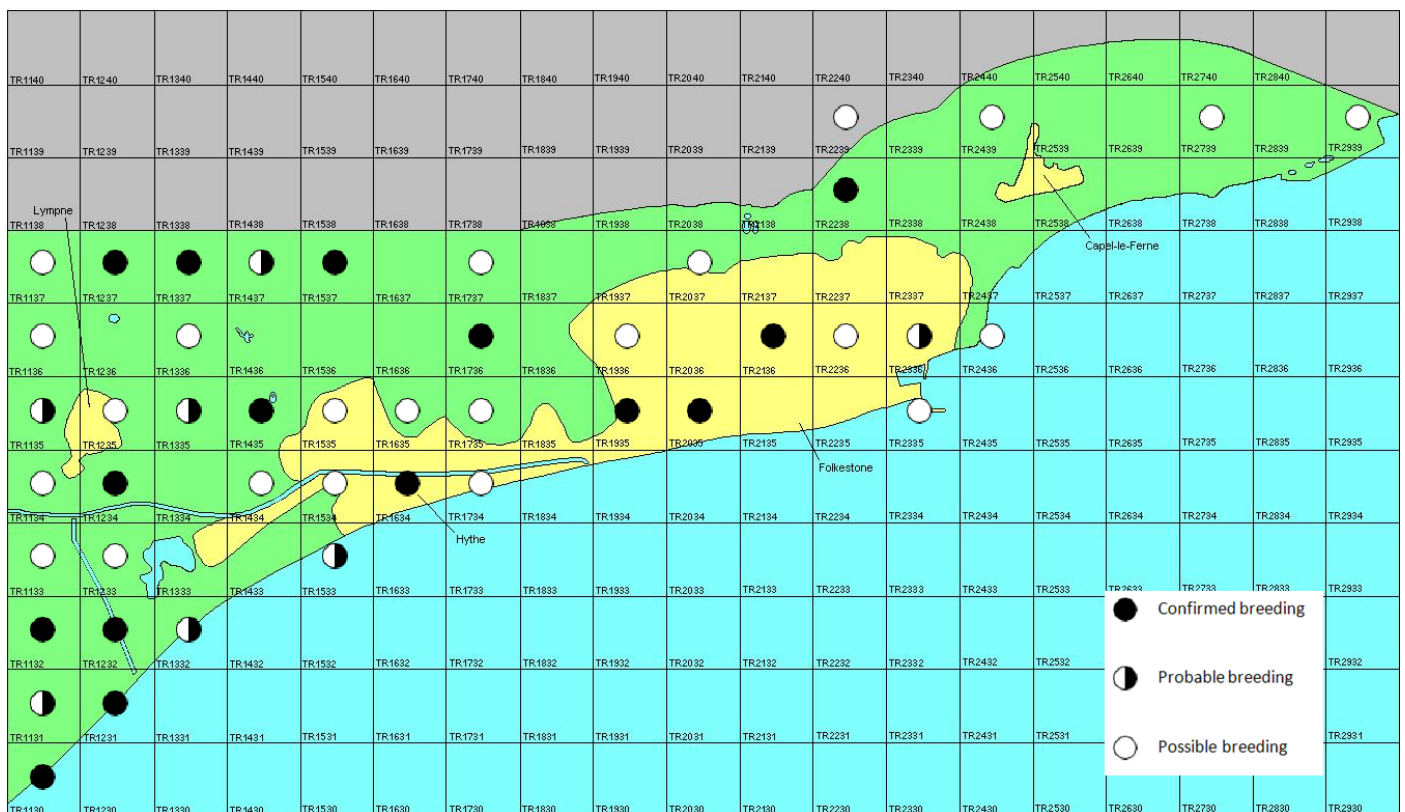 TR1140 TR1240 TR1340 TR1440 TR1540 TR1640 TR1740 TR1840 TR1940 TR2040 TR2140 TR2240 TR2340 TR2440 TR2540 TR2640 TR2740 TR2840
TR1139 TR1239 TR1339 TR1439 TR1539 TR1639 TR1739 TR1839 TR1939 TR2039 TR2139 TR2239 TR2339 TR2439 TR2539 TR2639 TR2739 TR2839 TR2939
Lympne
TR1138 TR1238 TR1338 TR1438 TR1538 TR1638 TR1738 TR1838 TR1938 TR2038 TR2138 TR2238 TR2338 TR2438 TR2538 TR2638 TR2738 TR2838 TR2938
Capel-le-Ferne
TR1137 TR1237 TR1337 TR1437 TR1537 TR1637 TR1737 TR1837 TR1937 TR2037 TR2137 TR2237 TR2337 TR2437 TR2537 TR2637 TR2737 TR2837 TR2937
TR1136 TR1236 TR1336 TR1436 TR1536 TR1636 TR1736 TR1836 TR1936 TR2036 TR2136 TR2236 TR2336 TR2436 TR2536 TR2636 TR2736 TR2836 TR2936
TR1135 TR1235 TR1335 TR1435 TR1535 TR1635 TR1735 TR1835 TR1935 TR2035 TR2135 TR2235 TR2335 TR2435 TR2535 TR2635 TR2735 TR2835 TR2935
Folkestone
TR1134 TR1234 TR1334 TR1434 TR1534 TR1634 TR1734 TR1834 TR1934 TR2034 TR2134 TR2234 TR2334 TR2434 TR2534 TR2634 TR2734 TR2834 TR2934
Hythe
TR1133 TR1233 TR1333 TR1433 TR1533 TR1633 TR1733 TR1833 TR1933 TR2033 TR2133 TR2233 TR2333 TR2433 TR2533 TR2633 TR2733 TR2833 TR2933
Confirmed breeding
TR1132 TR1232 TR1332 TR1432 TR1532 TR1632 TR1732 TR1832 TR1932 TR2032 TR2132 TR2232 TR2332 TR2432 TR2532 TR2932
Probable breeding
TR1131 TR1231 TR1331 TR1431 TR1531 TR1631 TR1731 TR1831 TR1931 TR2031 TR2131 TR2231 TR2331 TR2431 TR2531 TR2931
Possible breeding
TR1130 TR1230 TR1330 TR1430 TR1530 TR1630 TR1730 TR1830 TR1930 TR2030 TR2130 TR2230 TR2330 TR2430 TR2530 TR2630 TR2730 TR2830 TR2930